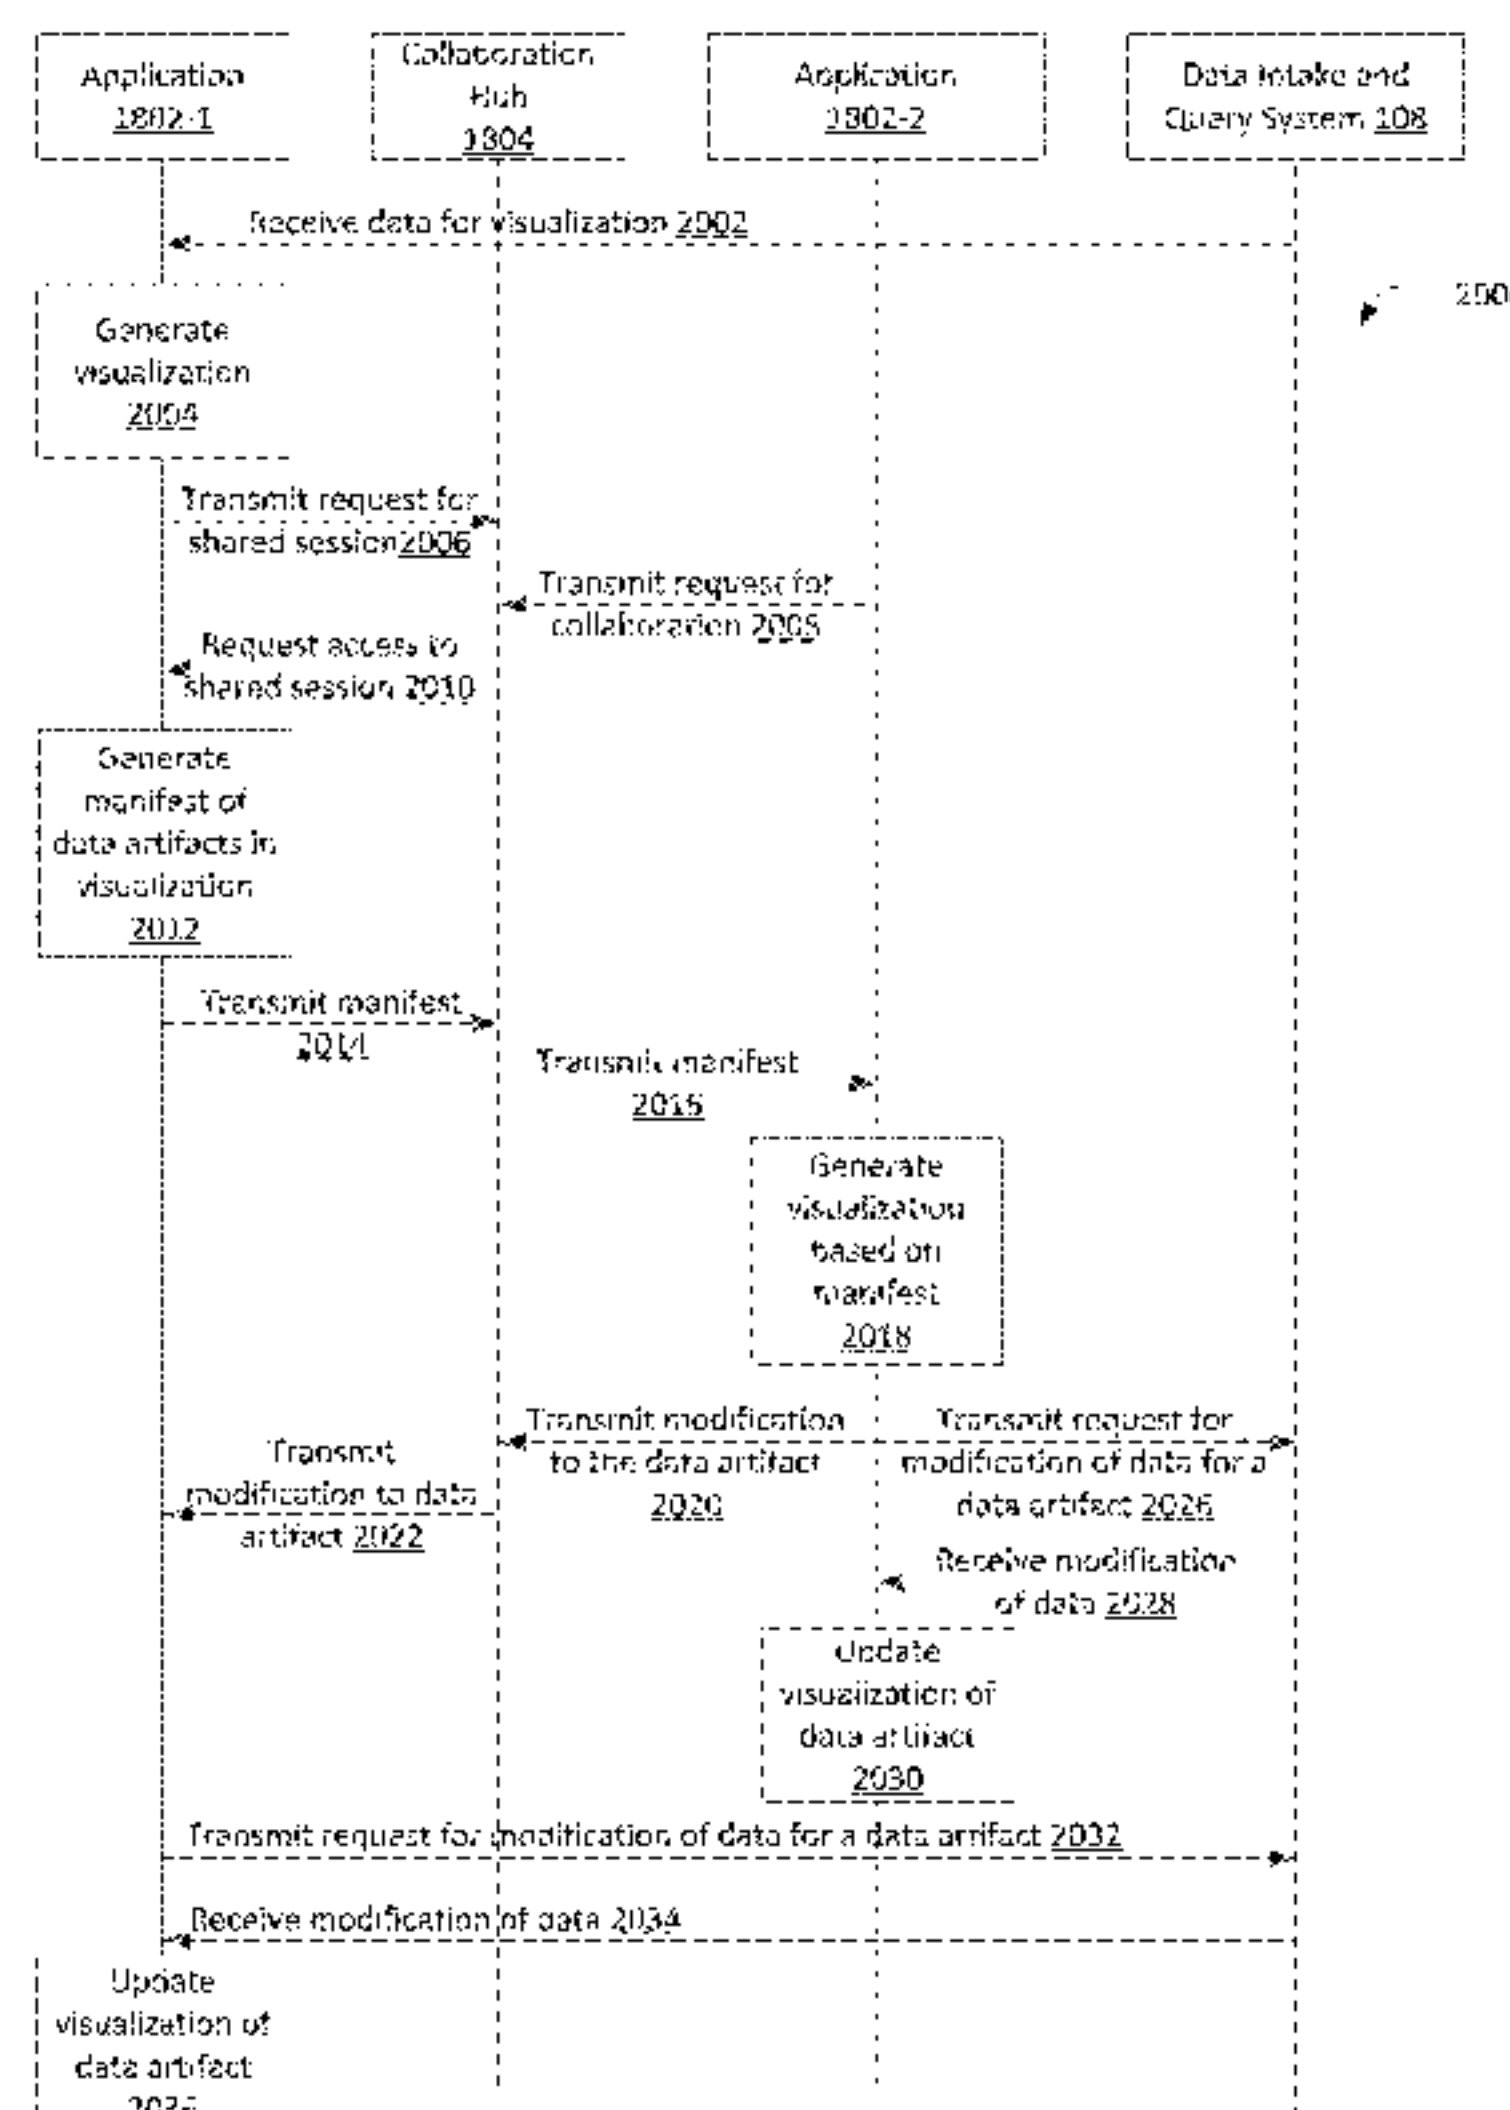 Application
1802-1
Collaboration
Hub
1804
Application
1802-2
Data Intake and
Query System 108
Receive data for visualization 2002
200
Generate
visualization
2004
Transmit request for
shared session 2006
Transmit request for
collaboration 2008
Request access to
shared session 2010
Generate
manifest of
data artifacts in
visualization
2012
Transmit manifest
2014
Transmit manifest
2016
Generate
visualization
based on
manifest
2018
Transmit modification
to the data artifact
2020
Transmit request for
modification of data for a
data artifact 2026
Transmit
modification to data
artifact 2022
Receive modification
of data 2028
Update
visualization of
data artifact
2030
Transmit request for modification of data for a data artifact 2032
Receive modification of data 2034
Update
visualization of
data artifact